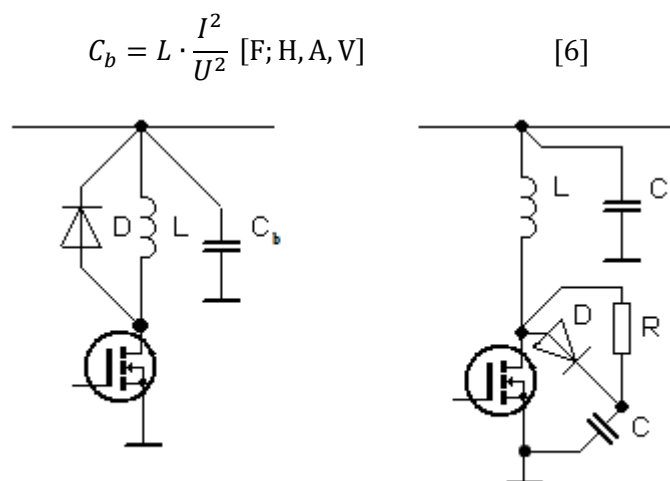 C_b = L · I²/U² [F; H, A, V] [6]
D L C_b
L C
D R
C